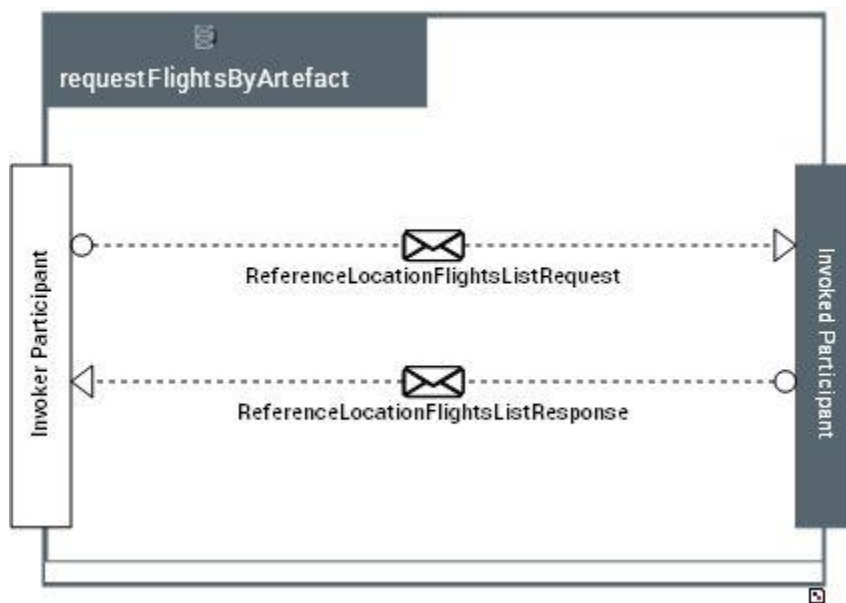 requestFlightsByArtefact
Invoker Participant
ReferenceLocationFlightsListRequest
ReferenceLocationFlightsListResponse
Invoked Participant